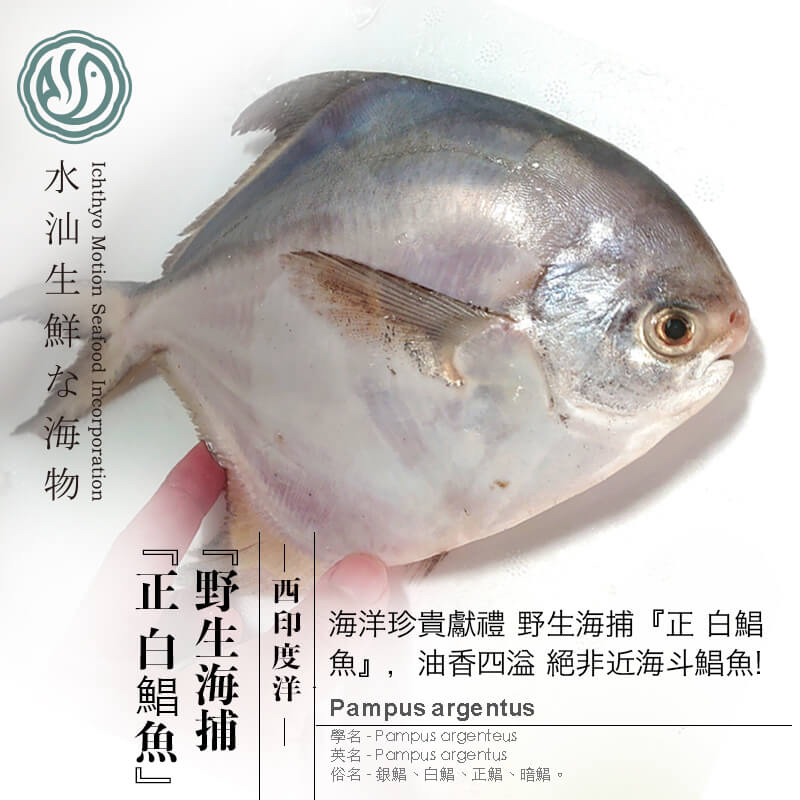 水汕生鮮な海物
Ichthyo Motion Seafood Incorporation
『野生海捕
『正 白鯧魚』
—西印度洋—
海洋珍貴獻禮 野生海捕『正 白鯧
魚』，油香四溢 絕非近海斗鯧魚!
Pampus argentus
學名 - Pampus argenteus
英名 - Pampus argentus
俗名 - 銀鯧、白鯧、正鯧、暗鯧。